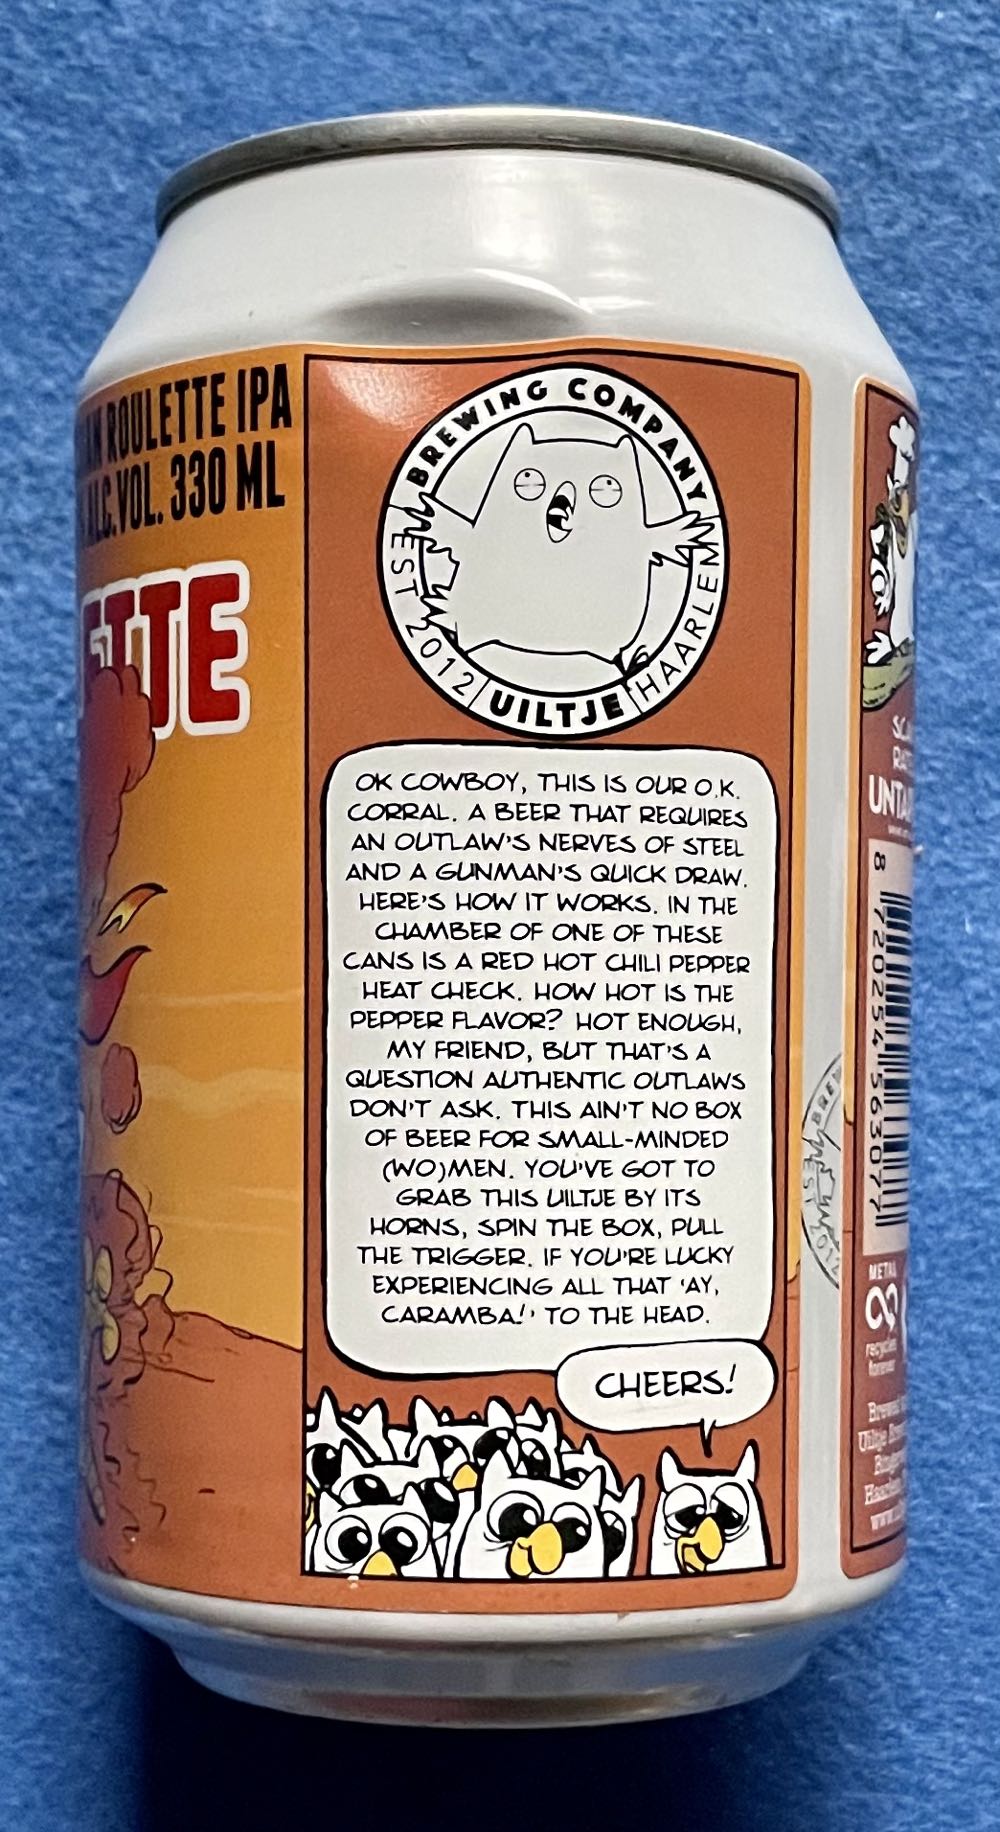 ROULETTE IPA
ALC.VOL. 330 ML
BREWING COMPANY
EST 2012
UILTJE
HAARLEM
OK COWBOY, THIS IS OUR O.K.
CORRAL. A BEER THAT REQUIRES
AN OUTLAW'S NERVES OF STEEL
AND A GUNMAN'S QUICK DRAW.
HERE'S HOW IT WORKS. IN THE
CHAMBER OF ONE OF THESE
CANS IS A RED HOT CHILI PEPPER
HEAT CHECK. HOW HOT IS THE
PEPPER FLAVOR? HOT ENOUGH,
MY FRIEND, BUT THAT'S A
QUESTION AUTHENTIC OUTLAWS
DON'T ASK. THIS AIN'T NO BOX
OF BEER FOR SMALL-MINDED
(WO)MEN. YOU'VE GOT TO
GRAB THIS UILTJE BY ITS
HORNS, SPIN THE BOX, PULL
THE TRIGGER. IF YOU'RE LUCKY
EXPERIENCING ALL THAT 'AY,
CARAMBA!' TO THE HEAD.
CHEERS!
8 720254 563077
METAL
recycles
forever